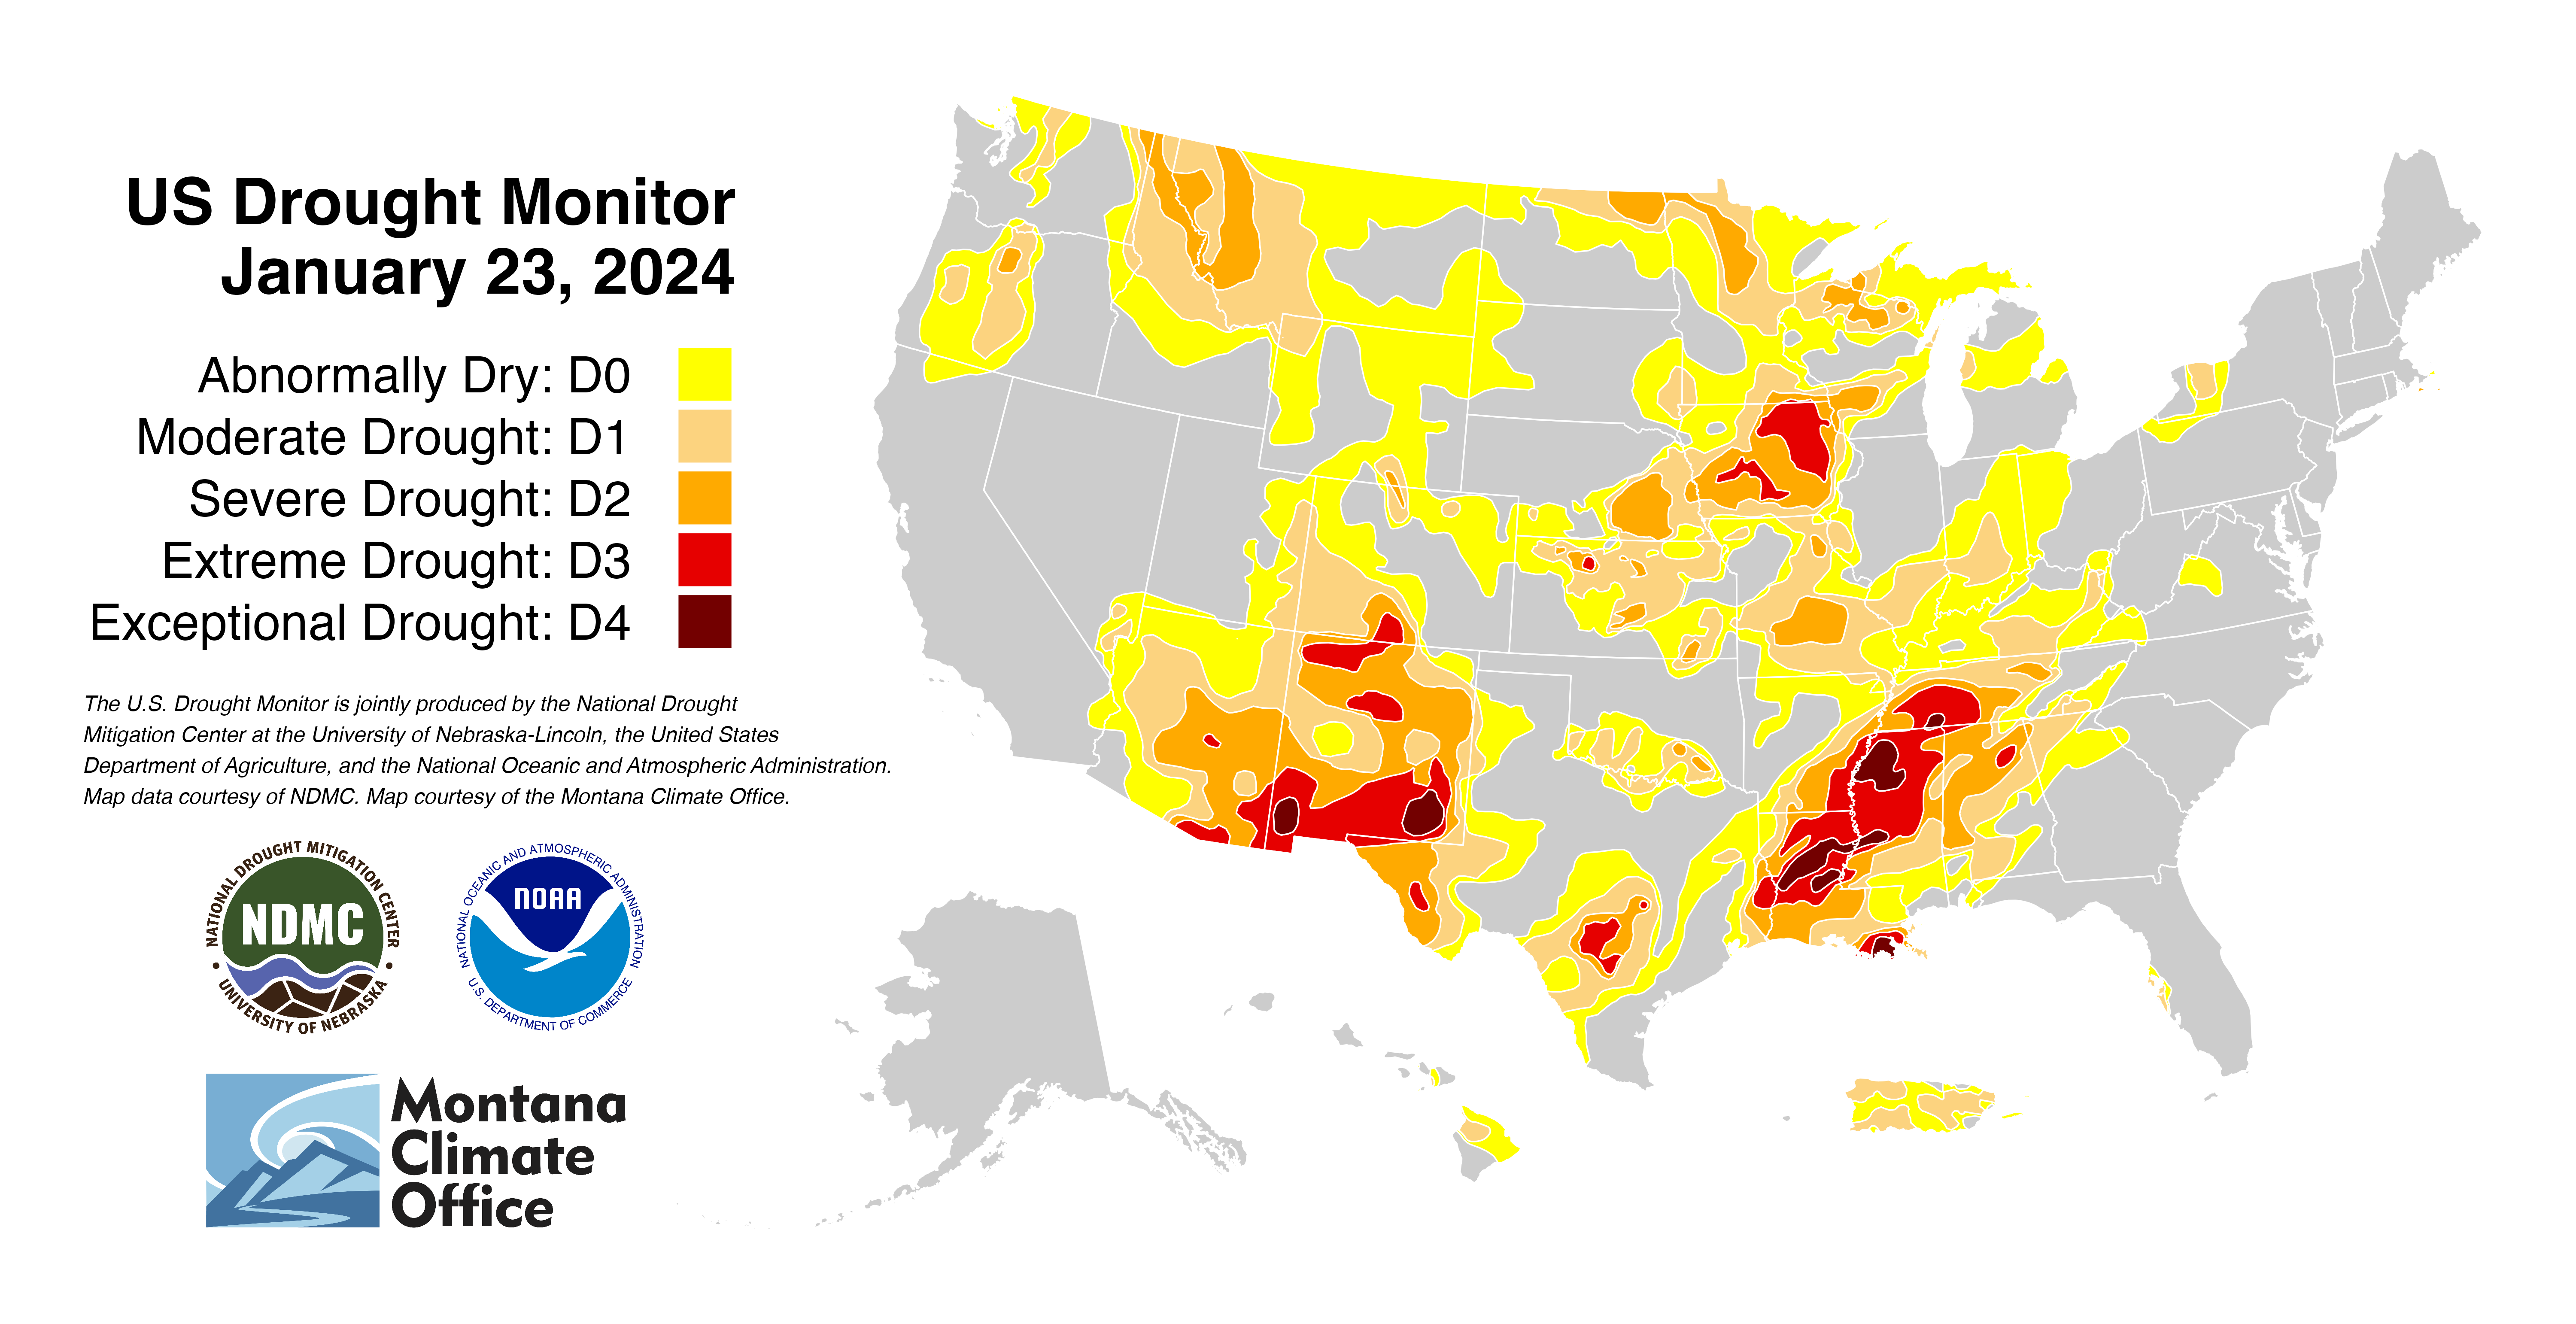 US Drought Monitor
January 23, 2024
Abnormally Dry: D0
Moderate Drought: D1
Severe Drought: D2
Extreme Drought: D3
Exceptional Drought: D4
The U.S. Drought Monitor is jointly produced by the National Drought
Mitigation Center at the University of Nebraska-Lincoln, the United States
Department of Agriculture, and the National Oceanic and Atmospheric Administration.
Map data courtesy of NDMC. Map courtesy of the Montana Climate Office.
NATIONAL DROUGHT MITIGATION CENTER
NDMC
• UNIVERSITY OF NEBRASKA •
NATIONAL OCEANIC AND ATMOSPHERIC ADMINISTRATION
NOAA
U.S. DEPARTMENT OF COMMERCE
Montana
Climate
Office